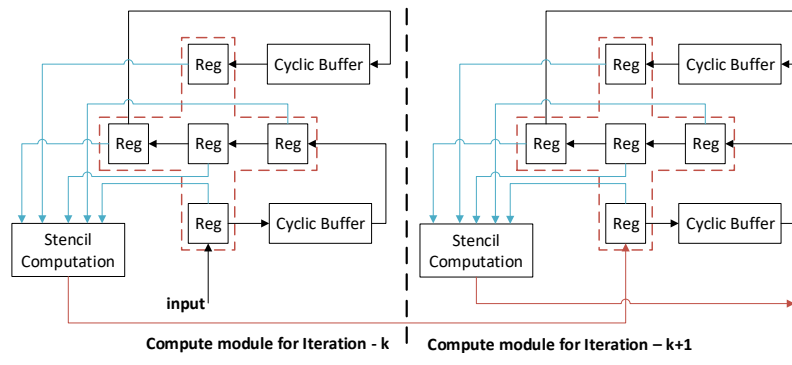 Reg
Cyclic Buffer
Reg
Reg
Reg
Reg
Cyclic Buffer
Stencil
Computation
input
Compute module for Iteration - k
Reg
Cyclic Buffer
Reg
Reg
Reg
Reg
Cyclic Buffer
Stencil
Computation
Compute module for Iteration – k+1